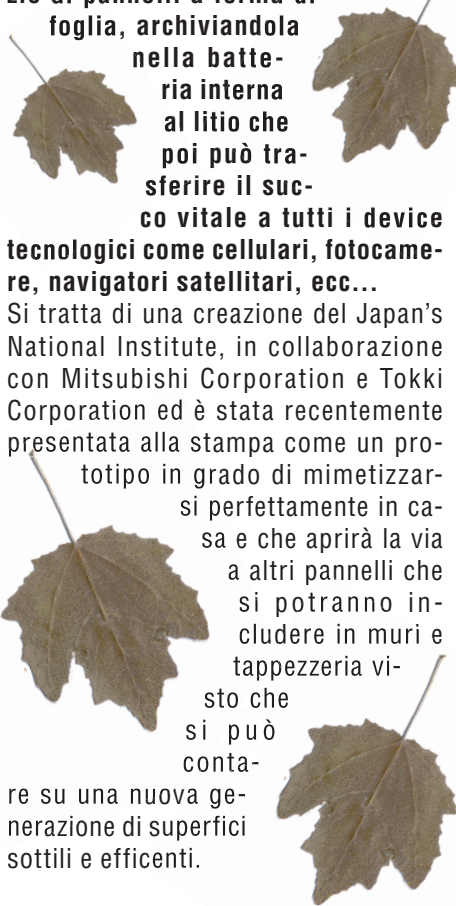 foglia, archiviandola
nella batte-
ria interna
al litio che
poi può tra-
sferire il suc-
co vitale a tutti i device
tecnologici come cellulari, fotocame-
re, navigatori satellitari, ecc...
Si tratta di una creazione del Japan's
National Institute, in collaborazione
con Mitsubishi Corporation e Tokki
Corporation ed è stata recentemente
presentata alla stampa come un pro-
totipo in grado di mimetizzar-
si perfettamente in ca-
sa e che aprirà la via
a altri pannelli che
si potranno in-
cludere in muri e
tappezzeria vi-
sto che
si può
conta-
re su una nuova ge-
nerazione di superfici
sottili e efficenti.